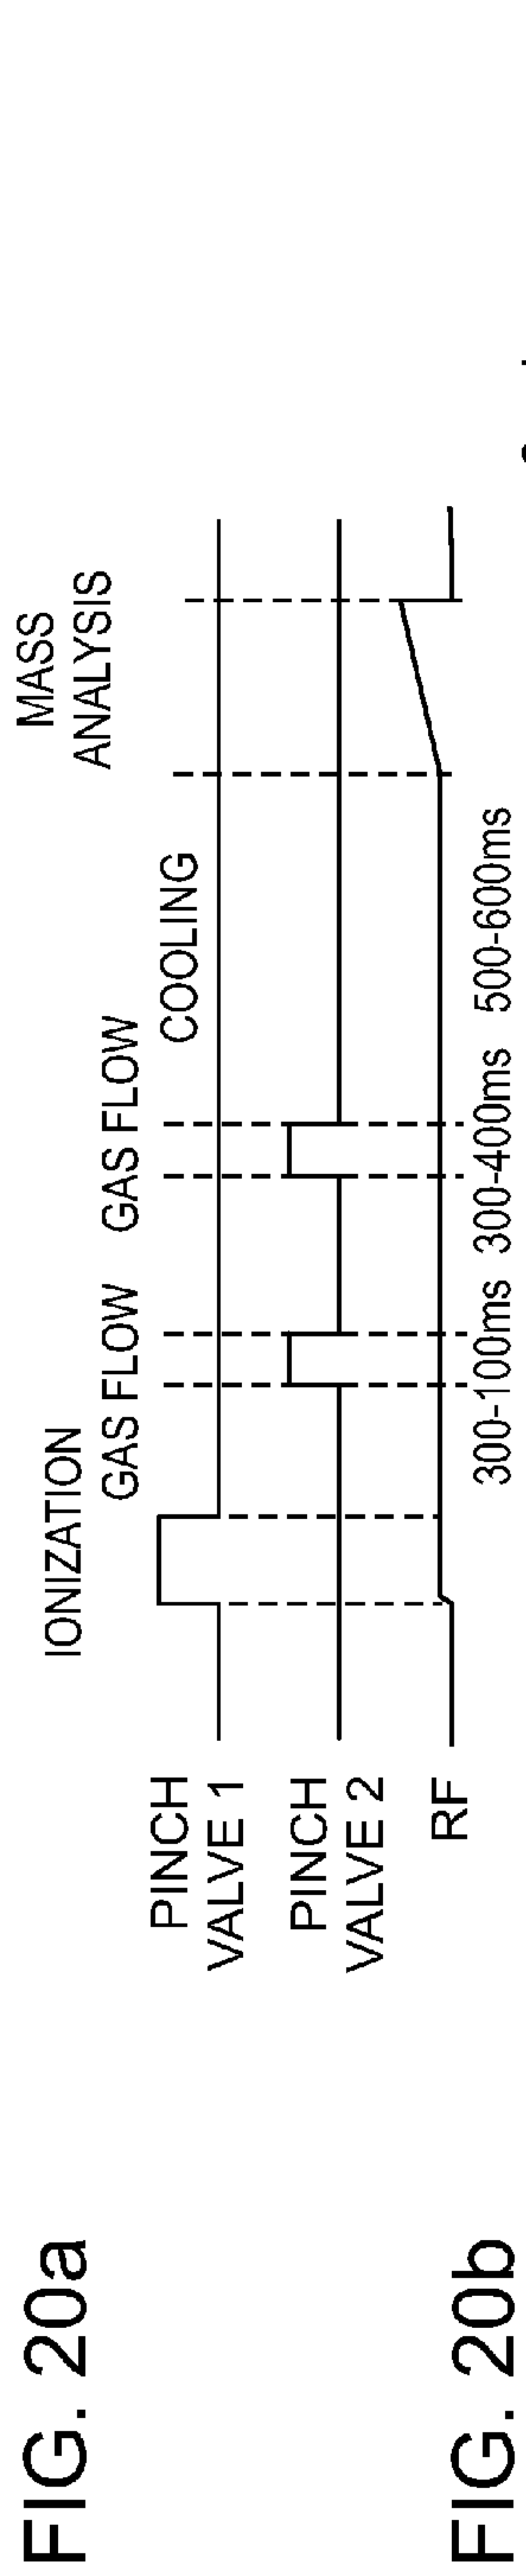 FIG. 20a
IONIZATION
GAS FLOW
GAS FLOW
COOLING
MASS
ANALYSIS
PINCH
VALVE 1
PINCH
VALVE 2
RF
300-100ms
300-400ms
500-600ms
FIG. 20b